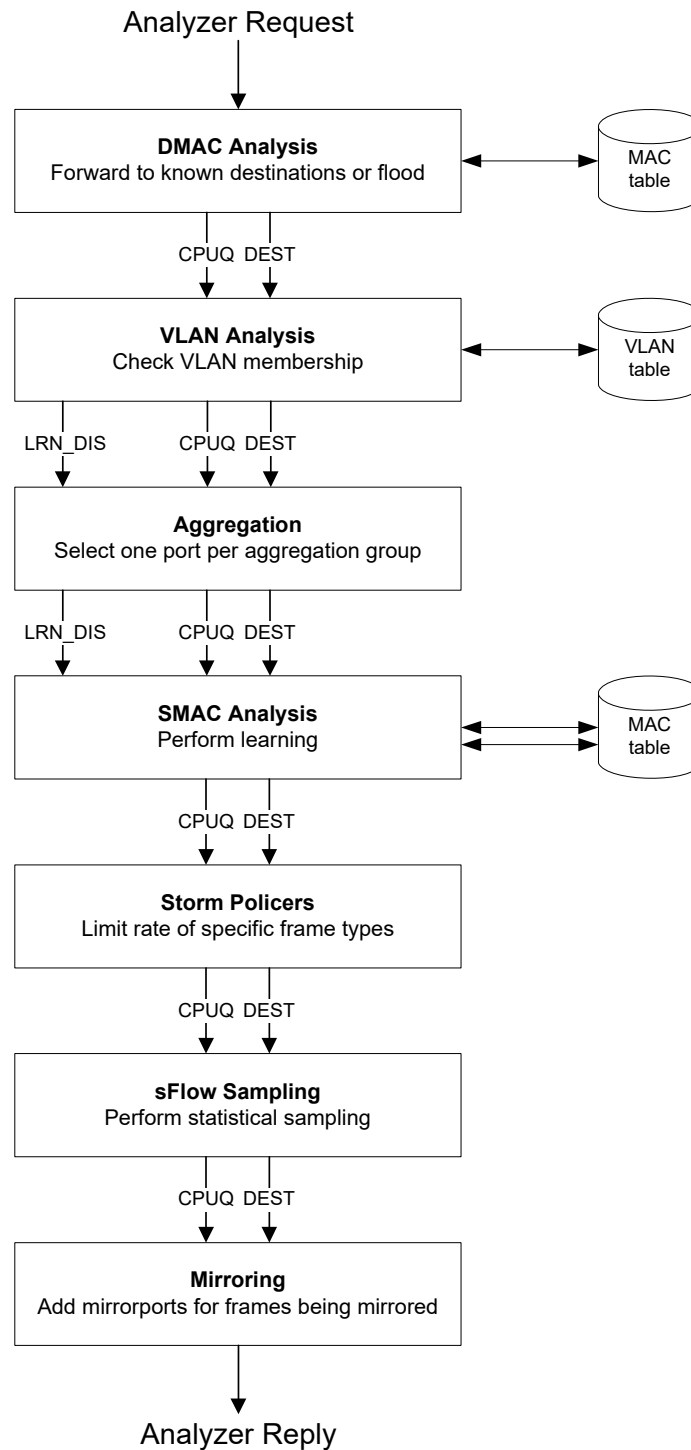 Analyzer Request
DMAC Analysis
Forward to known destinations or flood
MAC
table
CPUQ DEST
VLAN Analysis
Check VLAN membership
VLAN
table
LRN_DIS CPUQ DEST
Aggregation
Select one port per aggregation group
LRN_DIS CPUQ DEST
SMAC Analysis
Perform learning
MAC
table
CPUQ DEST
Storm Policers
Limit rate of specific frame types
CPUQ DEST
sFlow Sampling
Perform statistical sampling
CPUQ DEST
Mirroring
Add mirrorports for frames being mirrored
Analyzer Reply